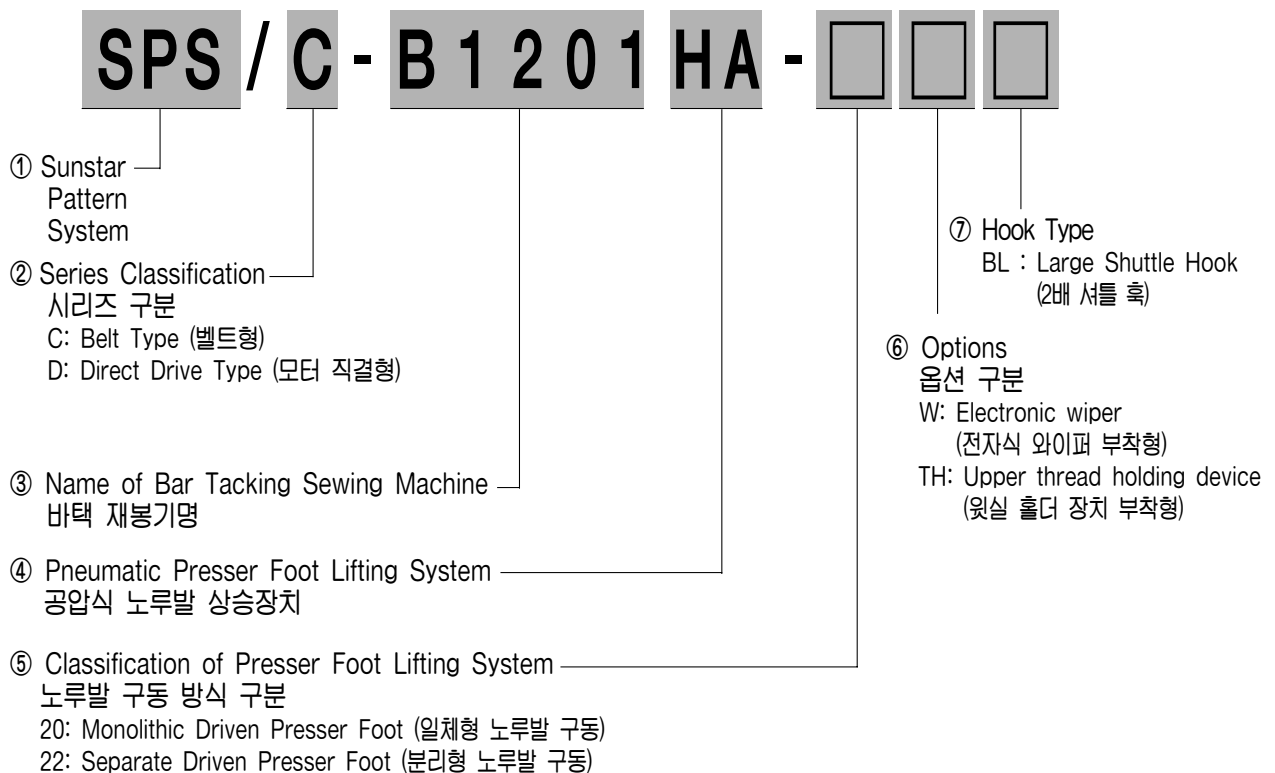 SPS / C - B1201 HA - □ □ □
① Sunstar
Pattern
System
② Series Classification
시리즈 구분
C: Belt Type (벨트형)
D: Direct Drive Type (모터 직결형)
③ Name of Bar Tacking Sewing Machine
바택 재봉기명
④ Pneumatic Presser Foot Lifting System
공압식 노루발 상승장치
⑤ Classification of Presser Foot Lifting System
노루발 구동 방식 구분
20: Monolithic Driven Presser Foot (일체형 노루발 구동)
22: Separate Driven Presser Foot (분리형 노루발 구동)
⑦ Hook Type
BL : Large Shuttle Hook
(2배 셔틀 훅)
⑥ Options
옵션 구분
W: Electronic wiper
(전자식 와이퍼 부착형)
TH: Upper thread holding device
(윗실 홀더 장치 부착형)